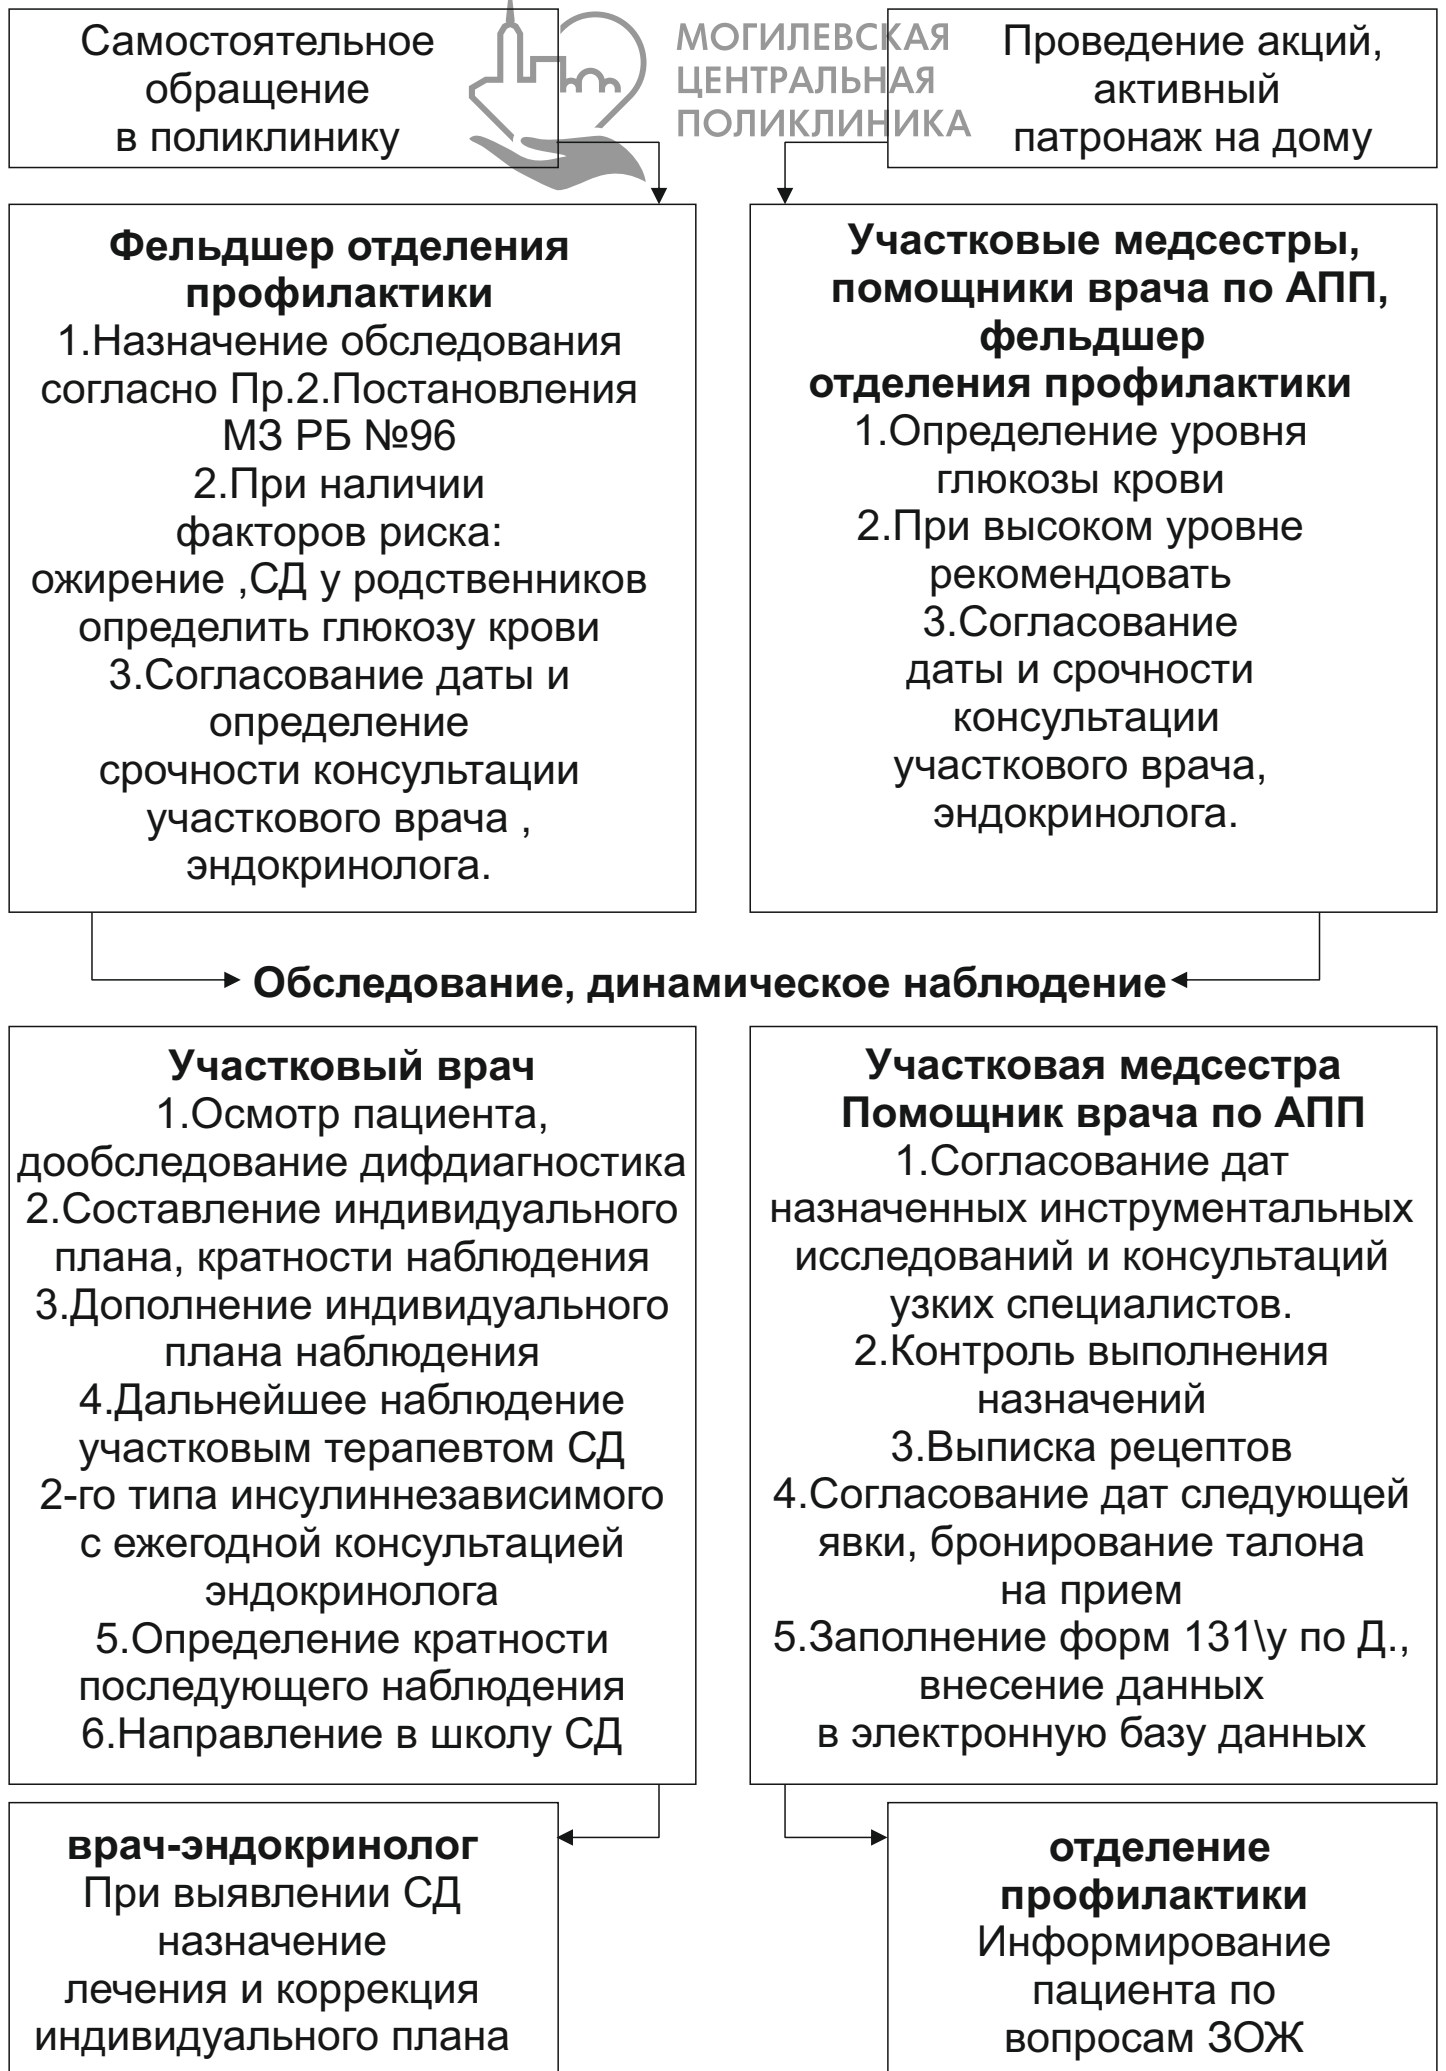 Самостоятельное
обращение
в поликлинику
МОГИЛЕВСКАЯ
ЦЕНТРАЛЬНАЯ
ПОЛИКЛИНИКА
Проведение акций,
активный
патронаж на дому
Фельдшер отделения
профилактики
1.Назначение обследования
согласно Пр.2.Постановления
МЗ РБ №96
2.При наличии
факторов риска:
ожирение ,СД у родственников
определить глюкозу крови
3.Согласование даты и
определение
срочности консультации
участкового врача ,
эндокринолога.
Участковые медсестры,
помощники врача по АПП,
фельдшер
отделения профилактики
1.Определение уровня
глюкозы крови
2.При высоком уровне
рекомендовать
3.Согласование
даты и срочности
консультации
участкового врача,
эндокринолога.
Обследование, динамическое наблюдение
Участковый врач
1.Осмотр пациента,
дообследование дифдиагностика
2.Составление индивидуального
плана, кратности наблюдения
3.Дополнение индивидуального
плана наблюдения
4.Дальнейшее наблюдение
участковым терапевтом СД
2-го типа инсулиннезависимого
с ежегодной консультацией
эндокринолога
5.Определение кратности
последующего наблюдения
6.Направление в школу СД
Участковая медсестра
Помощник врача по АПП
1.Согласование дат
назначенных инструментальных
исследований и консультаций
узких специалистов.
2.Контроль выполнения
назначений
3.Выписка рецептов
4.Согласование дат следующей
явки, бронирование талона
на прием
5.Заполнение форм 131\у по Д.,
внесение данных
в электронную базу данных
врач-эндокринолог
При выявлении СД
назначение
лечения и коррекция
индивидуального плана
отделение
профилактики
Информирование
пациента по
вопросам ЗОЖ